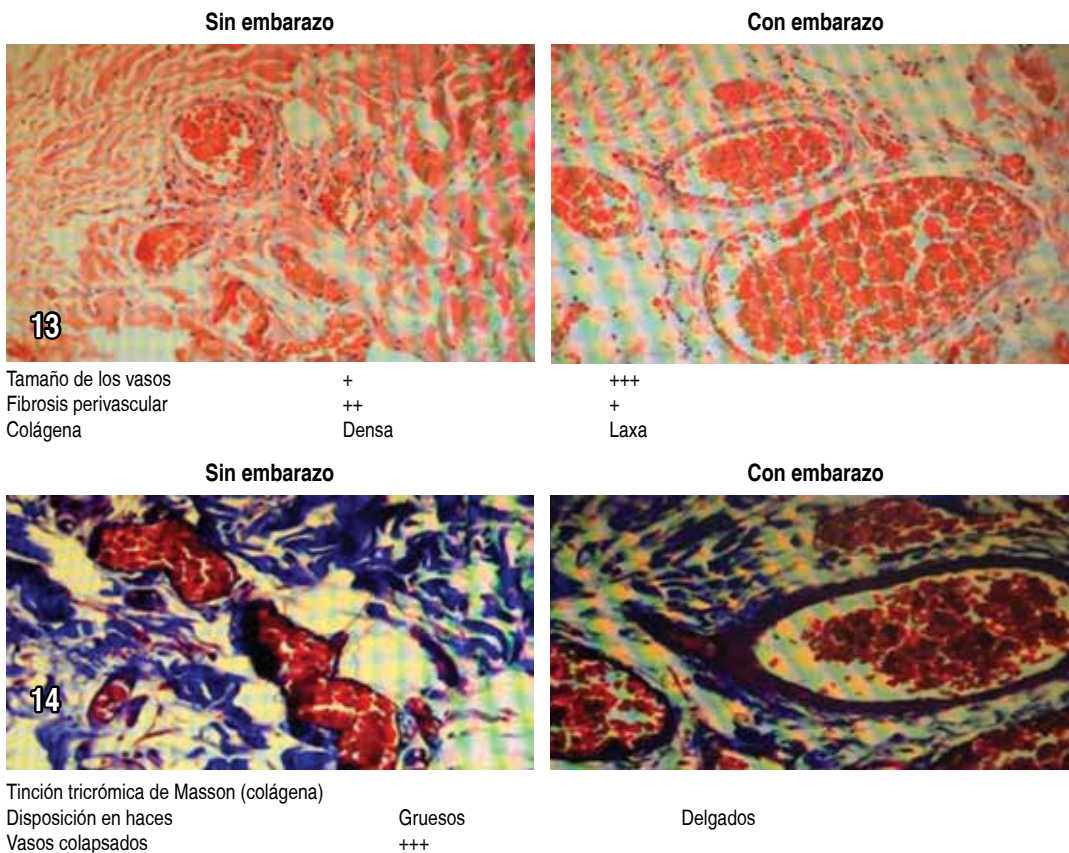 Sin embarazo Con embarazo
13
Tamaño de los vasos + +++
Fibrosis perivascular ++ +
Colágena Densa Laxa
Sin embarazo Con embarazo
14
Tinción tricrómica de Masson (colágena)
Disposición en haces Gruesos Delgados
Vasos colapsados +++